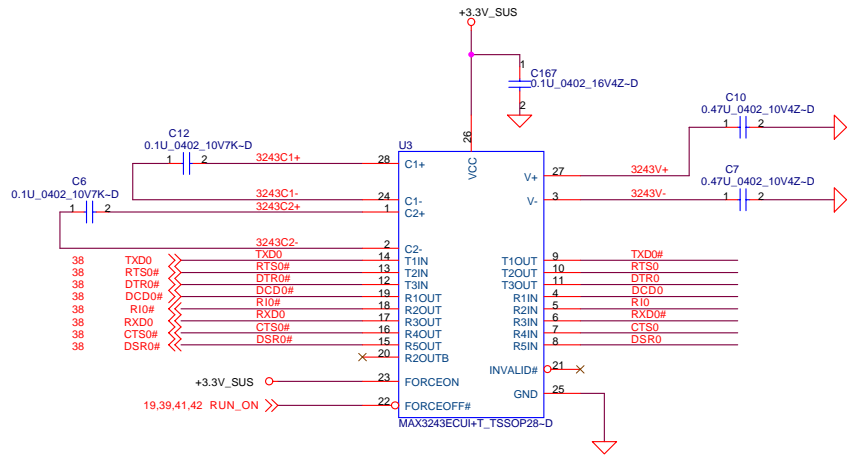 +3.3V_SUS
C167
0.1U_0402_16V4Z~D
1
2
C10
0.47U_0402_10V4Z~D
1 2
C12
0.1U_0402_10V7K~D
1 2
C6
0.1U_0402_10V7K~D
1 2
C7
0.47U_0402_10V4Z~D
1 2
U3
26
VCC
3243C1+ 28 C1+
V+ 27 3243V+
3243C1- 24 C1-
V- 3 3243V-
3243C2+ 1 C2+
3243C2- 2 C2-
38 TXD0 TXD0 14 T1IN T1OUT 9 TXD0#
38 RTS0# RTS0# 13 T2IN T2OUT 10 RTS0
38 DTR0# DTR0# 12 T3IN T3OUT 11 DTR0
38 DCD0# DCD0# 19 R1OUT R1IN 4 DCD0
38 RI0# RI0# 18 R2OUT R2IN 5 RI0
38 RXD0 RXD0 17 R3OUT R3IN 6 RXD0#
38 CTS0# CTS0# 16 R4OUT R4IN 7 CTS0
38 DSR0# DSR0# 15 R5OUT R5IN 8 DSR0
20 R2OUTB
INVALID# 21
+3.3V_SUS 23 FORCEON
GND 25
19,39,41,42 RUN_ON 22 FORCEOFF#
MAX3243ECUI+T_TSSOP28~D